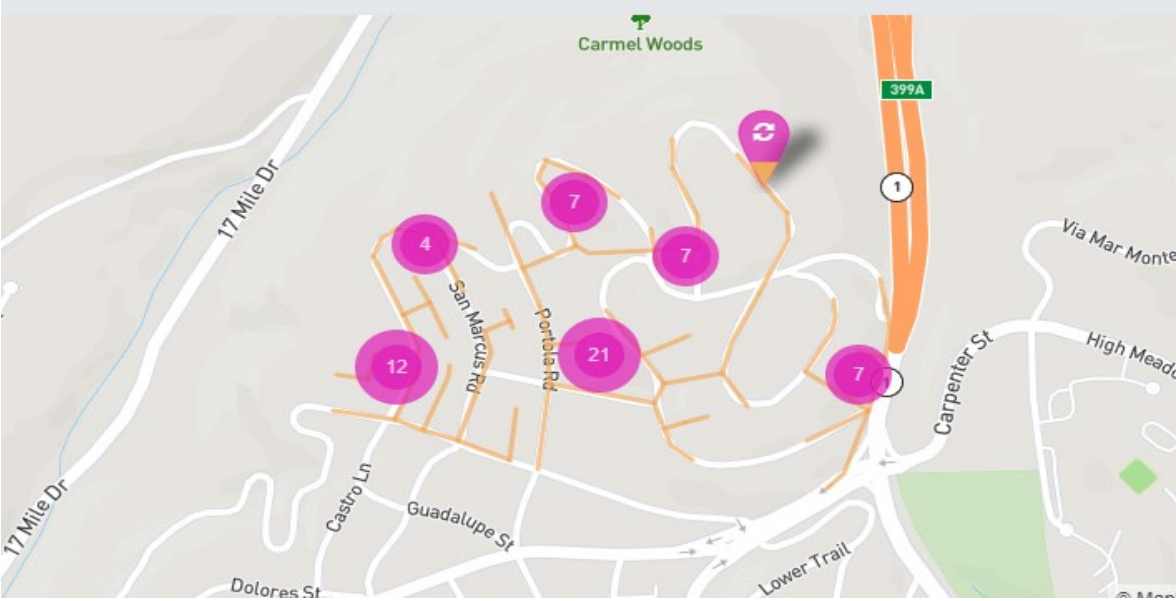 Carmel Woods
399A
1
17 Mile Dr
Via Mar Monte
7
4
7
San Marcus Rd
Portola Rd
21
12
7
1
Carpenter St
High Meado
17 Mile Dr
Castro Ln
Guadalupe St
Lower Trail
Dolores St